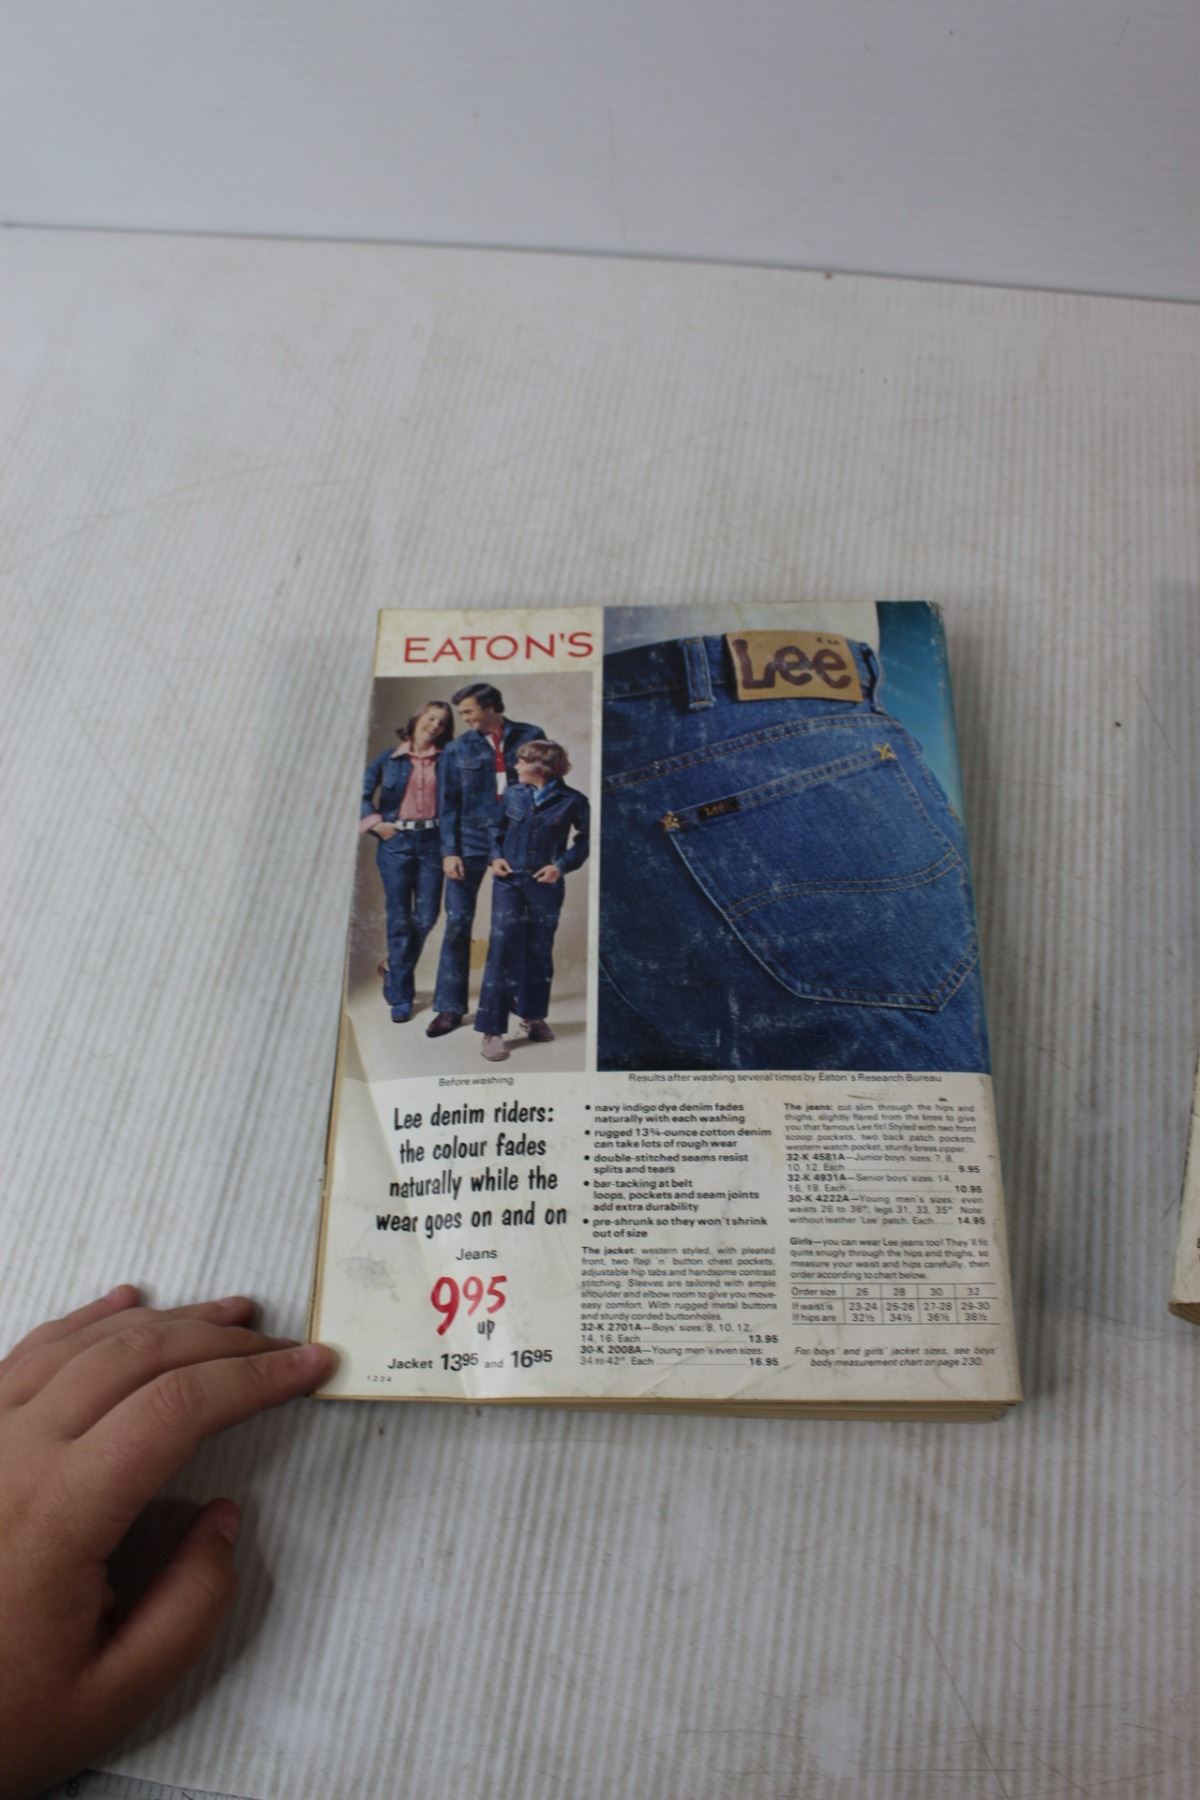 EATON'S
Lee
Lee
Before washing
Results after washing several times by Eaton's Research Bureau
Lee denim riders:
the colour fades
naturally while the
wear goes on and on
Jeans
9.95
up
Jacket 13.95 and 16.95
1 2 3 4
• navy indigo dye denim fades
naturally with each washing
• rugged 13¾-ounce cotton denim
can take lots of rough wear
• double-stitched seams resist
splits and tears
• bar-tacking at belt
loops, pockets and seam joints
add extra durability
• pre-shrunk so they won't shrink
out of size
The jacket: western styled, with pleated
front, two flap 'n' button chest pockets,
adjustable hip tabs and handsome contrast
stitching. Sleeves are tailored with ample
shoulder and elbow room to give you move-
easy comfort. With rugged metal buttons
and sturdy corded buttonholes.
32-K 2701A—Boys' sizes: 8, 10, 12,
14, 16. Each 13.95
30-K 2008A—Young men's even sizes:
34 to 42". Each 16.95
The jeans: cut slim through the hips and
thighs, slightly flared from the knee to give
you that famous Lee fit! Styled with two front
scoop pockets, two back patch pockets,
western watch pocket, sturdy brass zipper.
32-K 4581A—Junior boys' sizes: 7, 8,
10, 12. Each 9.95
32-K 4931A—Senior boys' sizes: 14,
16, 18. Each 10.95
30-K 4222A—Young men's sizes: even
waists 26 to 36"; legs 31, 33, 35". Note:
without leather 'Lee' patch. Each 14.95
Girls—you can wear Lee jeans too! They'll fit
quite snugly through the hips and thighs, so
measure your waist and hips carefully, then
order according to chart below.
Order size 26 28 30 32
If waist is 23-24 25-26 27-28 29-30
If hips are 32½ 34½ 36½ 38½
For boys' and girls' jacket sizes, see boys'
body measurement chart on page 230.